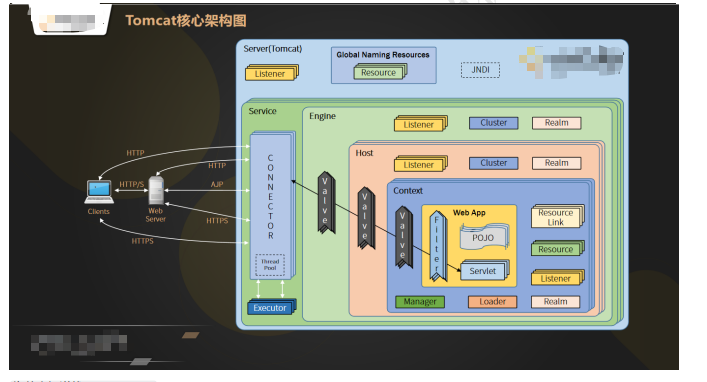 Tomcat核心架构图
Server(Tomcat)
Listener
Global Naming Resources
Resource
JNDI
Service
Engine
Listener
Cluster
Realm
Host
Listener
Cluster
Realm
Context
CONNECTOR
Thread
Pool
Executor
Valve
Valve
Valve
Filter
Web App
POJO
Servlet
Resource
Link
Resource
Listener
Manager
Loader
Realm
HTTP
HTTP
HTTP/S
AJP
HTTPS
HTTPS
Clients
Web
Server